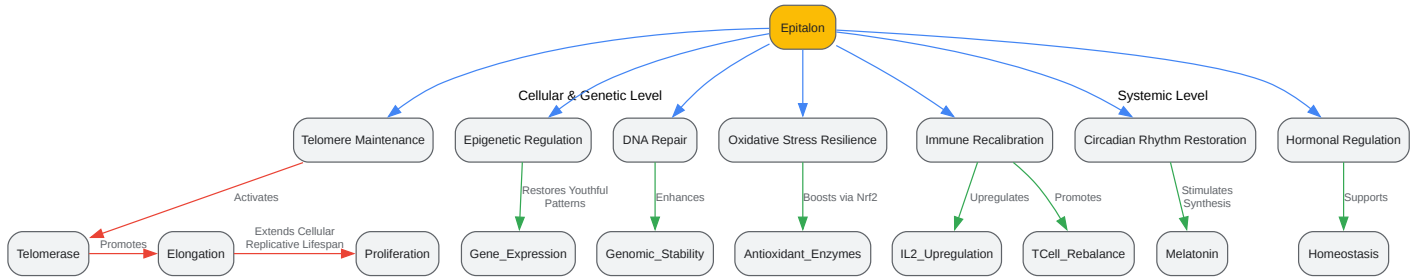 Epitalon
Cellular & Genetic Level
Systemic Level
Telomere Maintenance
Epigenetic Regulation
DNA Repair
Oxidative Stress Resilience
Immune Recalibration
Circadian Rhythm Restoration
Hormonal Regulation
Activates
Restores Youthful
Patterns
Enhances
Boosts via Nrf2
Upregulates
Promotes
Stimulates
Synthesis
Supports
Telomerase
Promotes
Elongation
Extends Cellular
Replicative Lifespan
Proliferation
Gene_Expression
Genomic_Stability
Antioxidant_Enzymes
IL2_Upregulation
TCell_Rebalance
Melatonin
Homeostasis